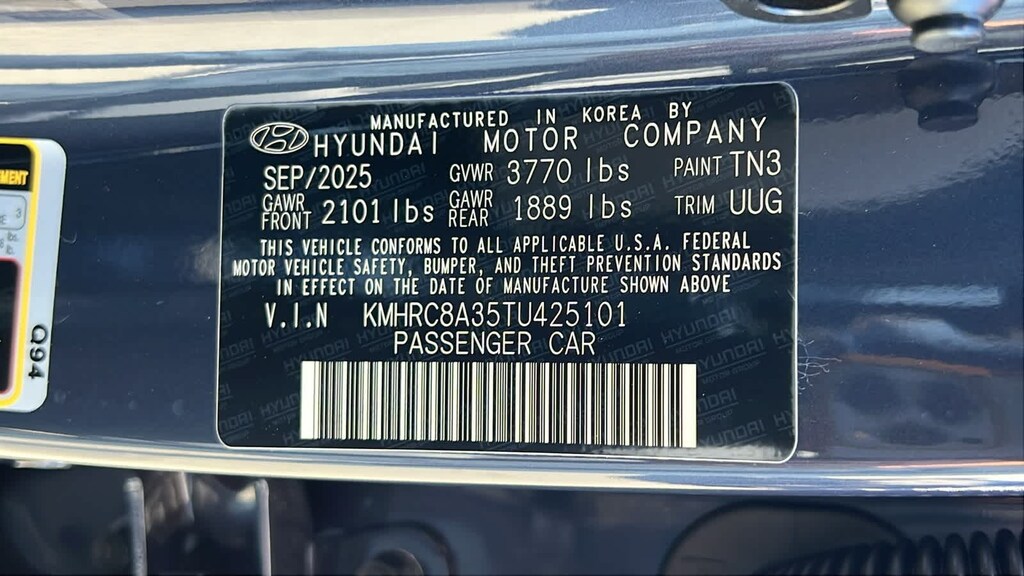 MANUFACTURED IN KOREA BY
HYUNDAI MOTOR COMPANY
SEP/2025 GVWR 3770 lbs PAINT TN3
GAWR FRONT 2101 lbs GAWR REAR 1889 lbs TRIM UUG
THIS VEHICLE CONFORMS TO ALL APPLICABLE U.S.A. FEDERAL
MOTOR VEHICLE SAFETY, BUMPER, AND THEFT PREVENTION STANDARDS
IN EFFECT ON THE DATE OF MANUFACTURE SHOWN ABOVE
V.I.N KMHRC8A35TU425101
PASSENGER CAR
Q94